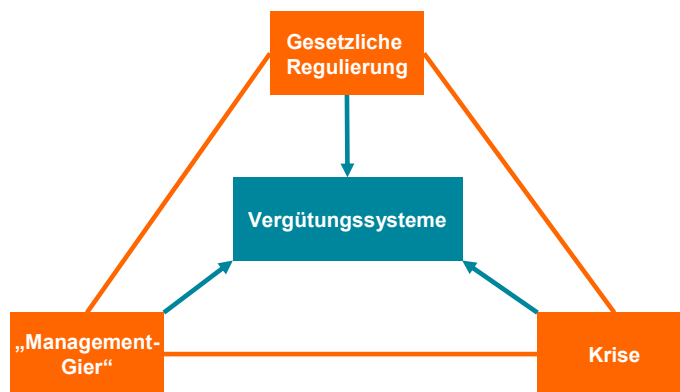 Gesetzliche
Regulierung
Vergütungssysteme
„Management-
Gier“
Krise